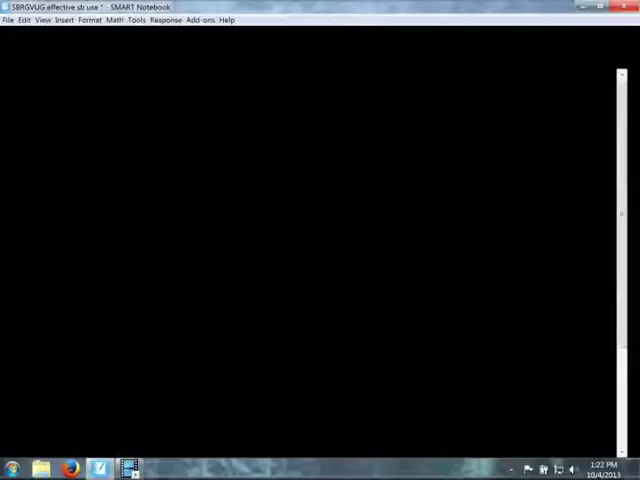 SBRGVUG effective sb use * - SMART Notebook
File Edit View Insert Format Math Tools Response Add-ons Help
1:22 PM
10/4/2013